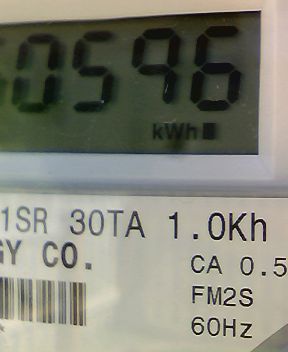 0596
kWh
1SR 30TA 1.0Kh
GY CO.
CA 0.5
FM2S
60Hz